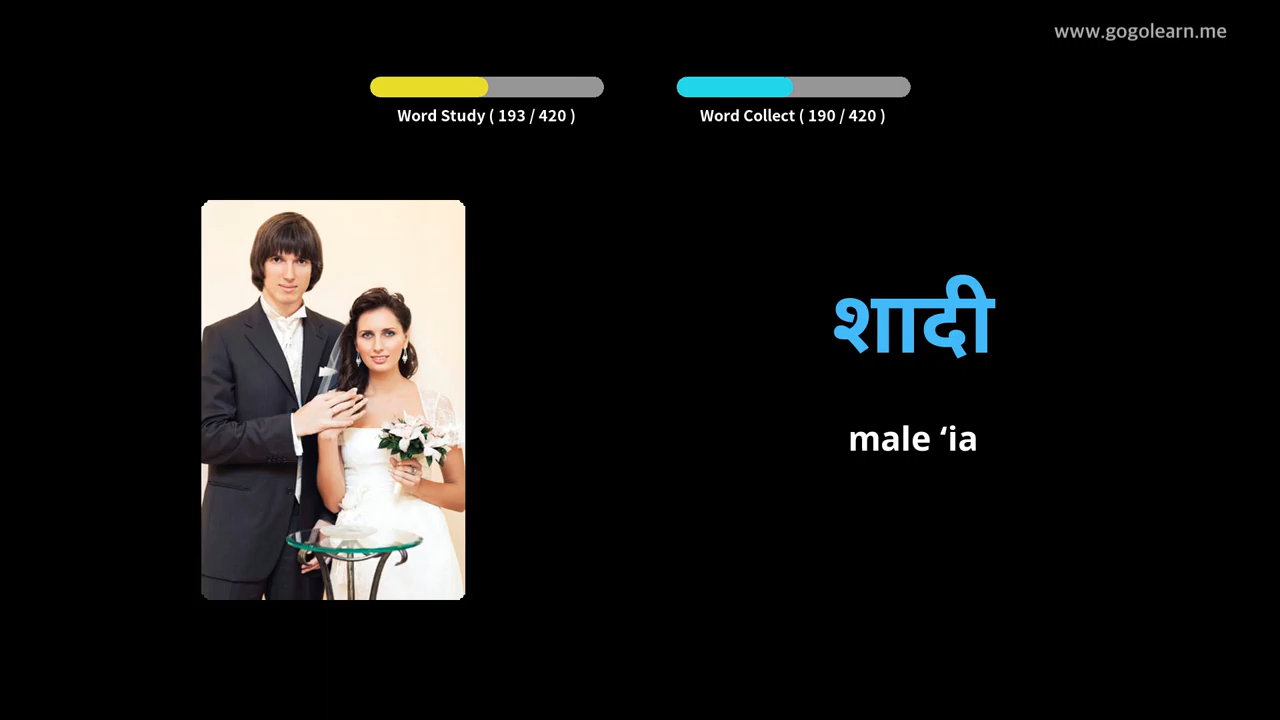 www.gogolearn.me
Word Study ( 193 / 420 )
Word Collect ( 190 / 420 )
शादी
male ‘ia